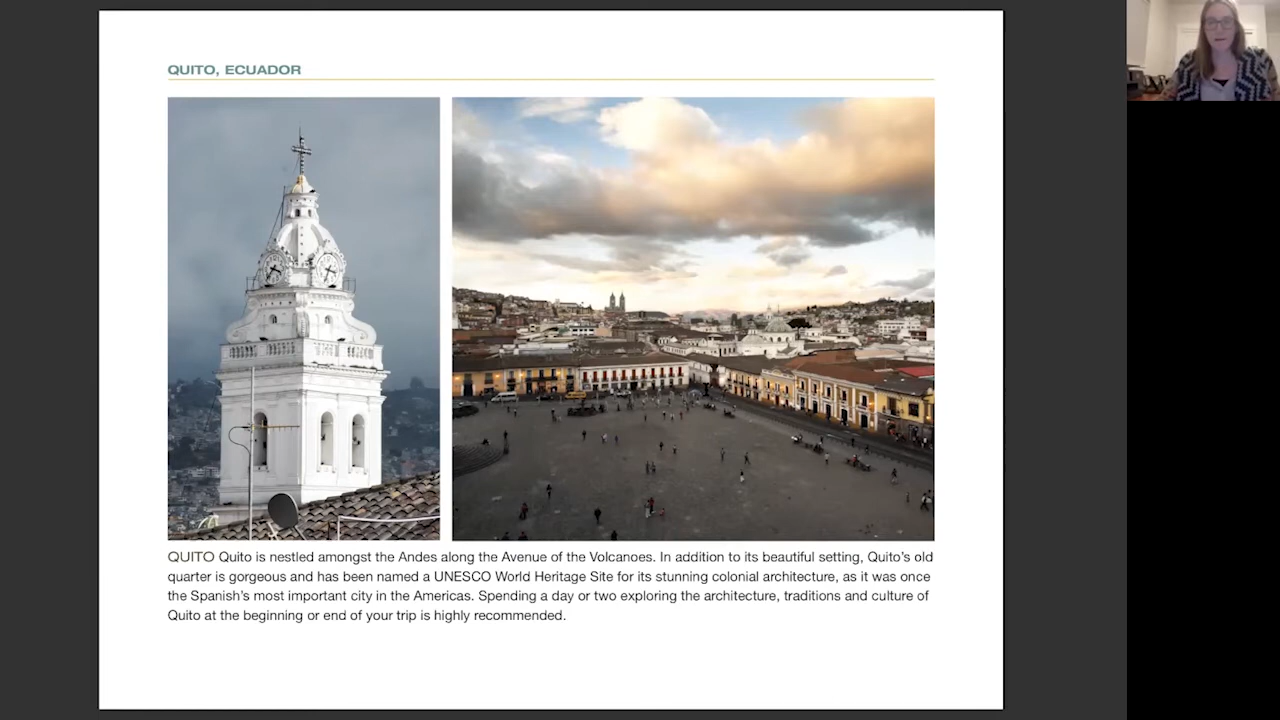 QUITO, ECUADOR
QUITO Quito is nestled amongst the Andes along the Avenue of the Volcanoes. In addition to its beautiful setting, Quito’s old
quarter is gorgeous and has been named a UNESCO World Heritage Site for its stunning colonial architecture, as it was once
the Spanish’s most important city in the Americas. Spending a day or two exploring the architecture, traditions and culture of
Quito at the beginning or end of your trip is highly recommended.